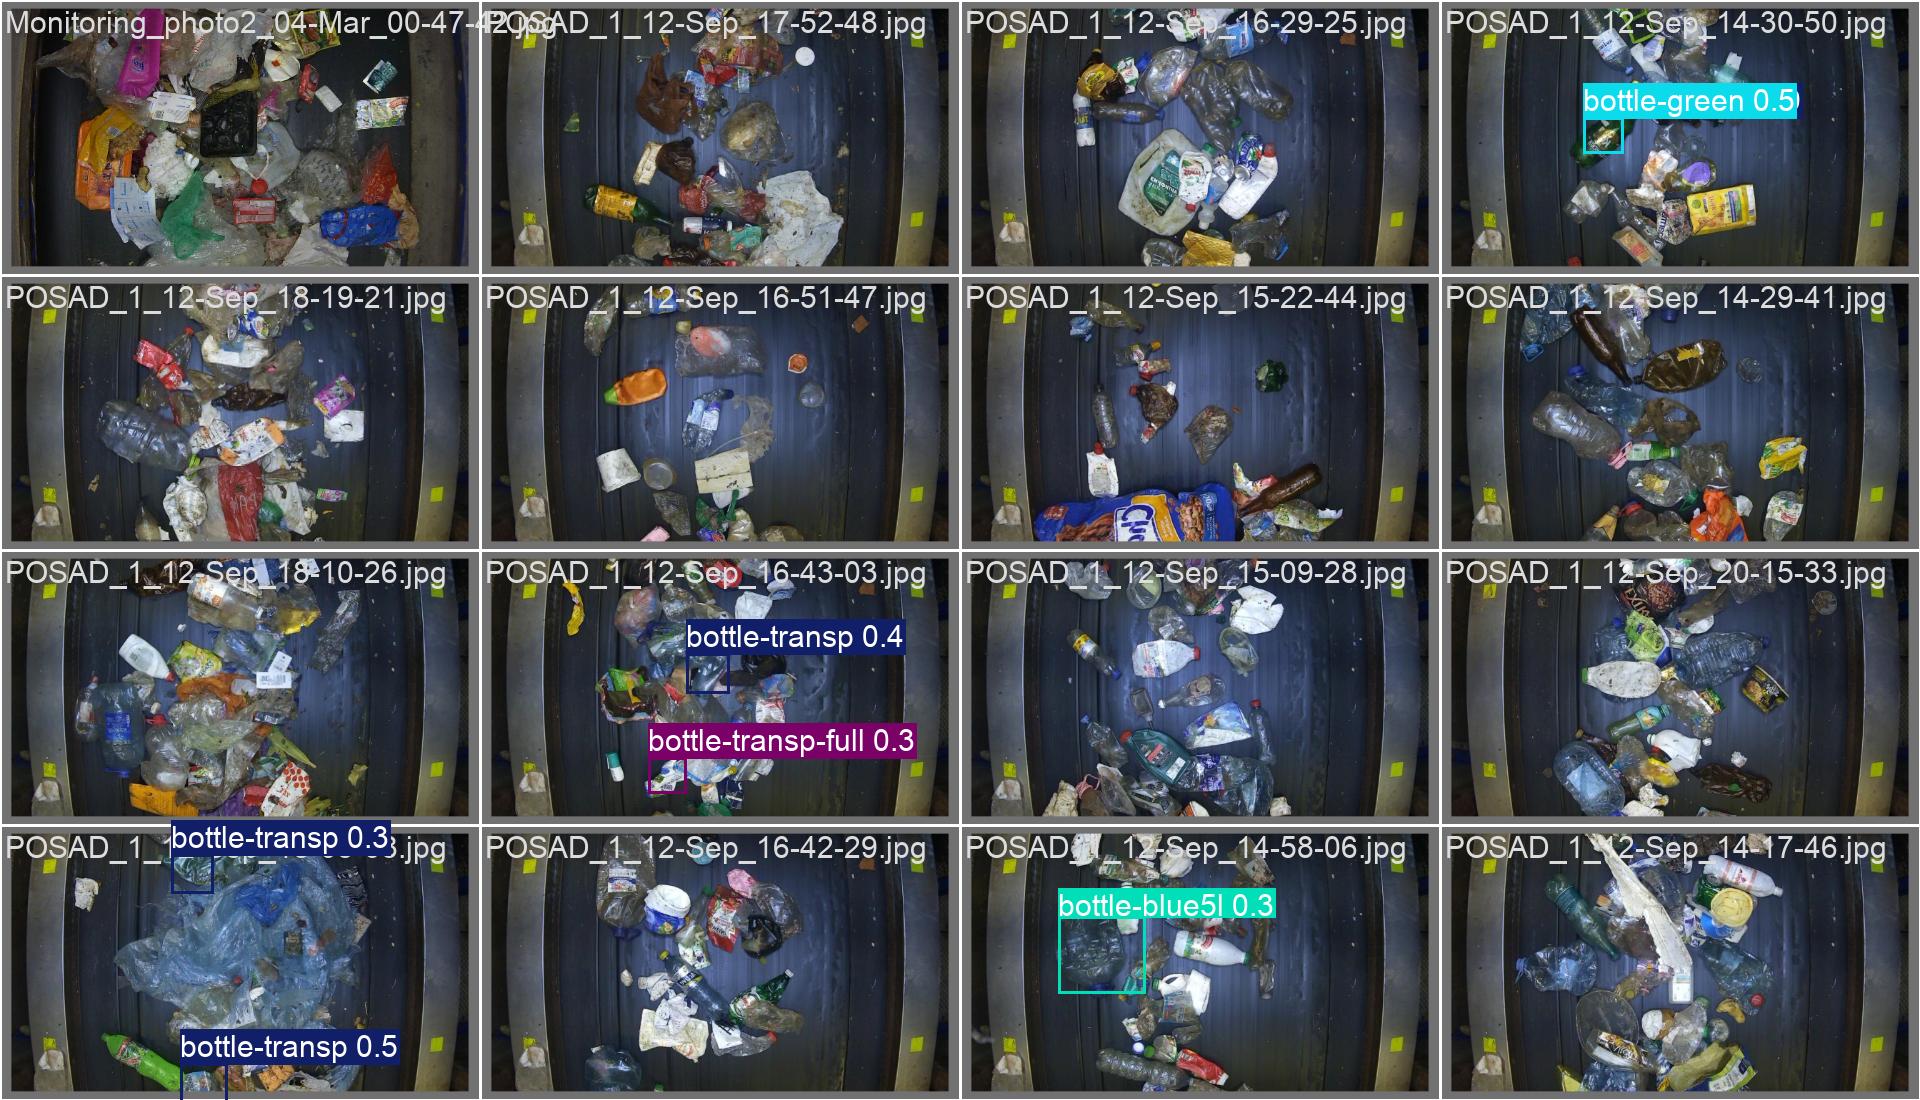 Monitoring_photo2_04-Mar_00-47-42.jpg
POSAD_1_12-Sep_17-52-48.jpg
POSAD_1_12-Sep_16-29-25.jpg
POSAD_1_12-Sep_14-30-50.jpg
bottle-green 0.5
POSAD_1_12-Sep_18-19-21.jpg
POSAD_1_12-Sep_16-51-47.jpg
POSAD_1_12-Sep_15-22-44.jpg
POSAD_1_12-Sep_14-29-41.jpg
POSAD_1_12-Sep_18-10-26.jpg
POSAD_1_12-Sep_16-43-03.jpg
POSAD_1_12-Sep_15-09-28.jpg
POSAD_1_12-Sep_20-15-33.jpg
bottle-transp 0.4
bottle-transp-full 0.3
bottle-transp 0.3
POSAD_1_12-Sep_16-42-29.jpg
POSAD_1_12-Sep_14-58-06.jpg
POSAD_1_12-Sep_14-17-46.jpg
bottle-blue5l 0.3
bottle-transp 0.5